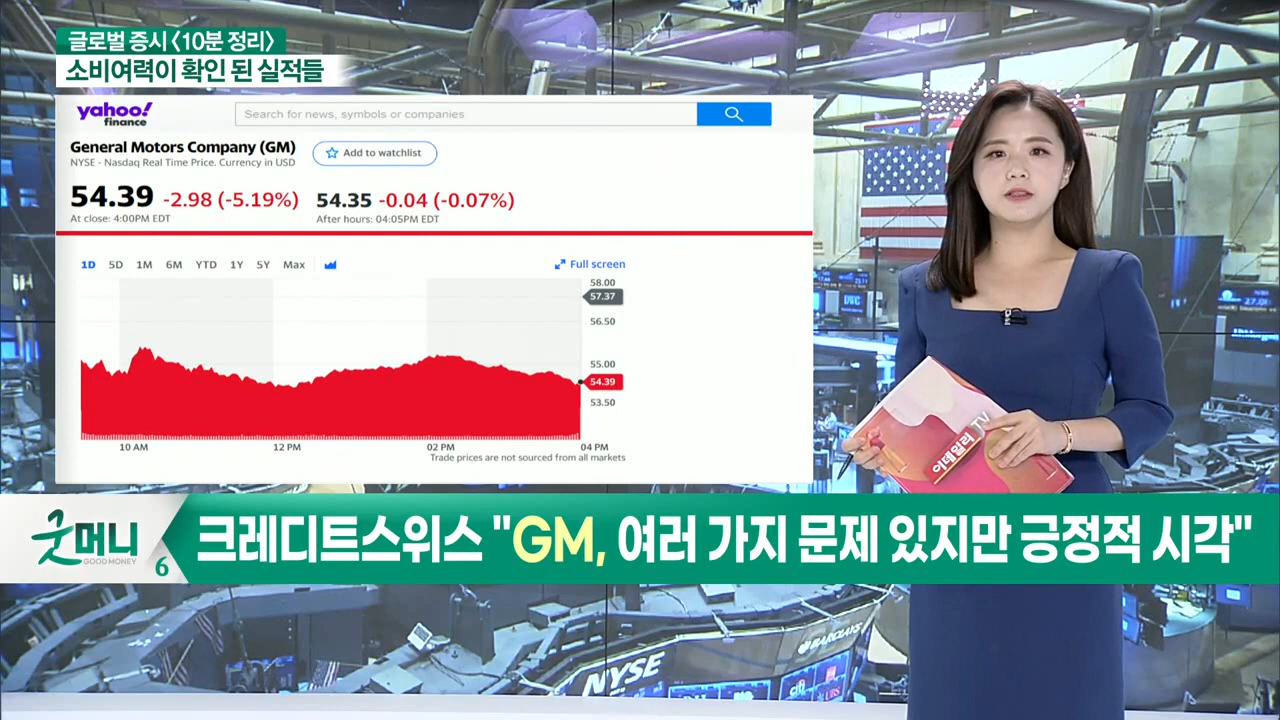 글로벌 증시 <10분 정리>
소비여력이 확인 된 실적들
yahoo!
finance
Search for news, symbols or companies
General Motors Company (GM)
Add to watchlist
NYSE - Nasdaq Real Time Price. Currency in USD
54.39 -2.98 (-5.19%) 54.35 -0.04 (-0.07%)
At close: 4:00PM EDT After hours: 04:05PM EDT
1D 5D 1M 6M YTD 1Y 5Y Max
Full screen
58.00
57.37
56.50
55.00
54.39
53.50
10 AM 12 PM 02 PM 04 PM
Trade prices are not sourced from all markets
이데일리 TV
굿머니
GOOD MONEY
6
크레디트스위스 "GM, 여러 가지 문제 있지만 긍정적 시각"
NYSE
BARCLAYS
citi
UBS